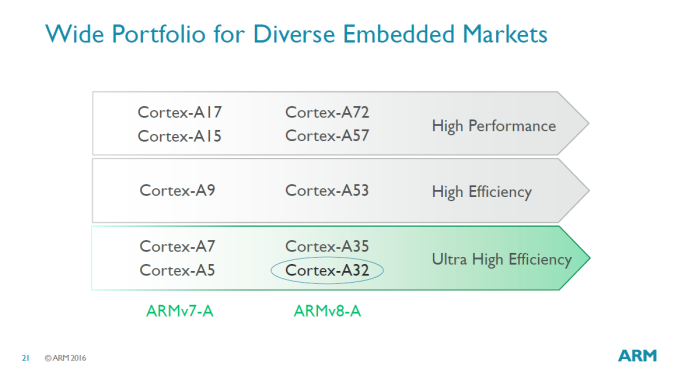 Wide Portfolio for Diverse Embedded Markets
Cortex-A17 Cortex-A72
High Performance
Cortex-A15 Cortex-A57
Cortex-A9 Cortex-A53 High Efficiency
Cortex-A7 Cortex-A35
Ultra High Efficiency
Cortex-A5 Cortex-A32
ARMv7-A ARMv8-A
21 © ARM 2016
ARM